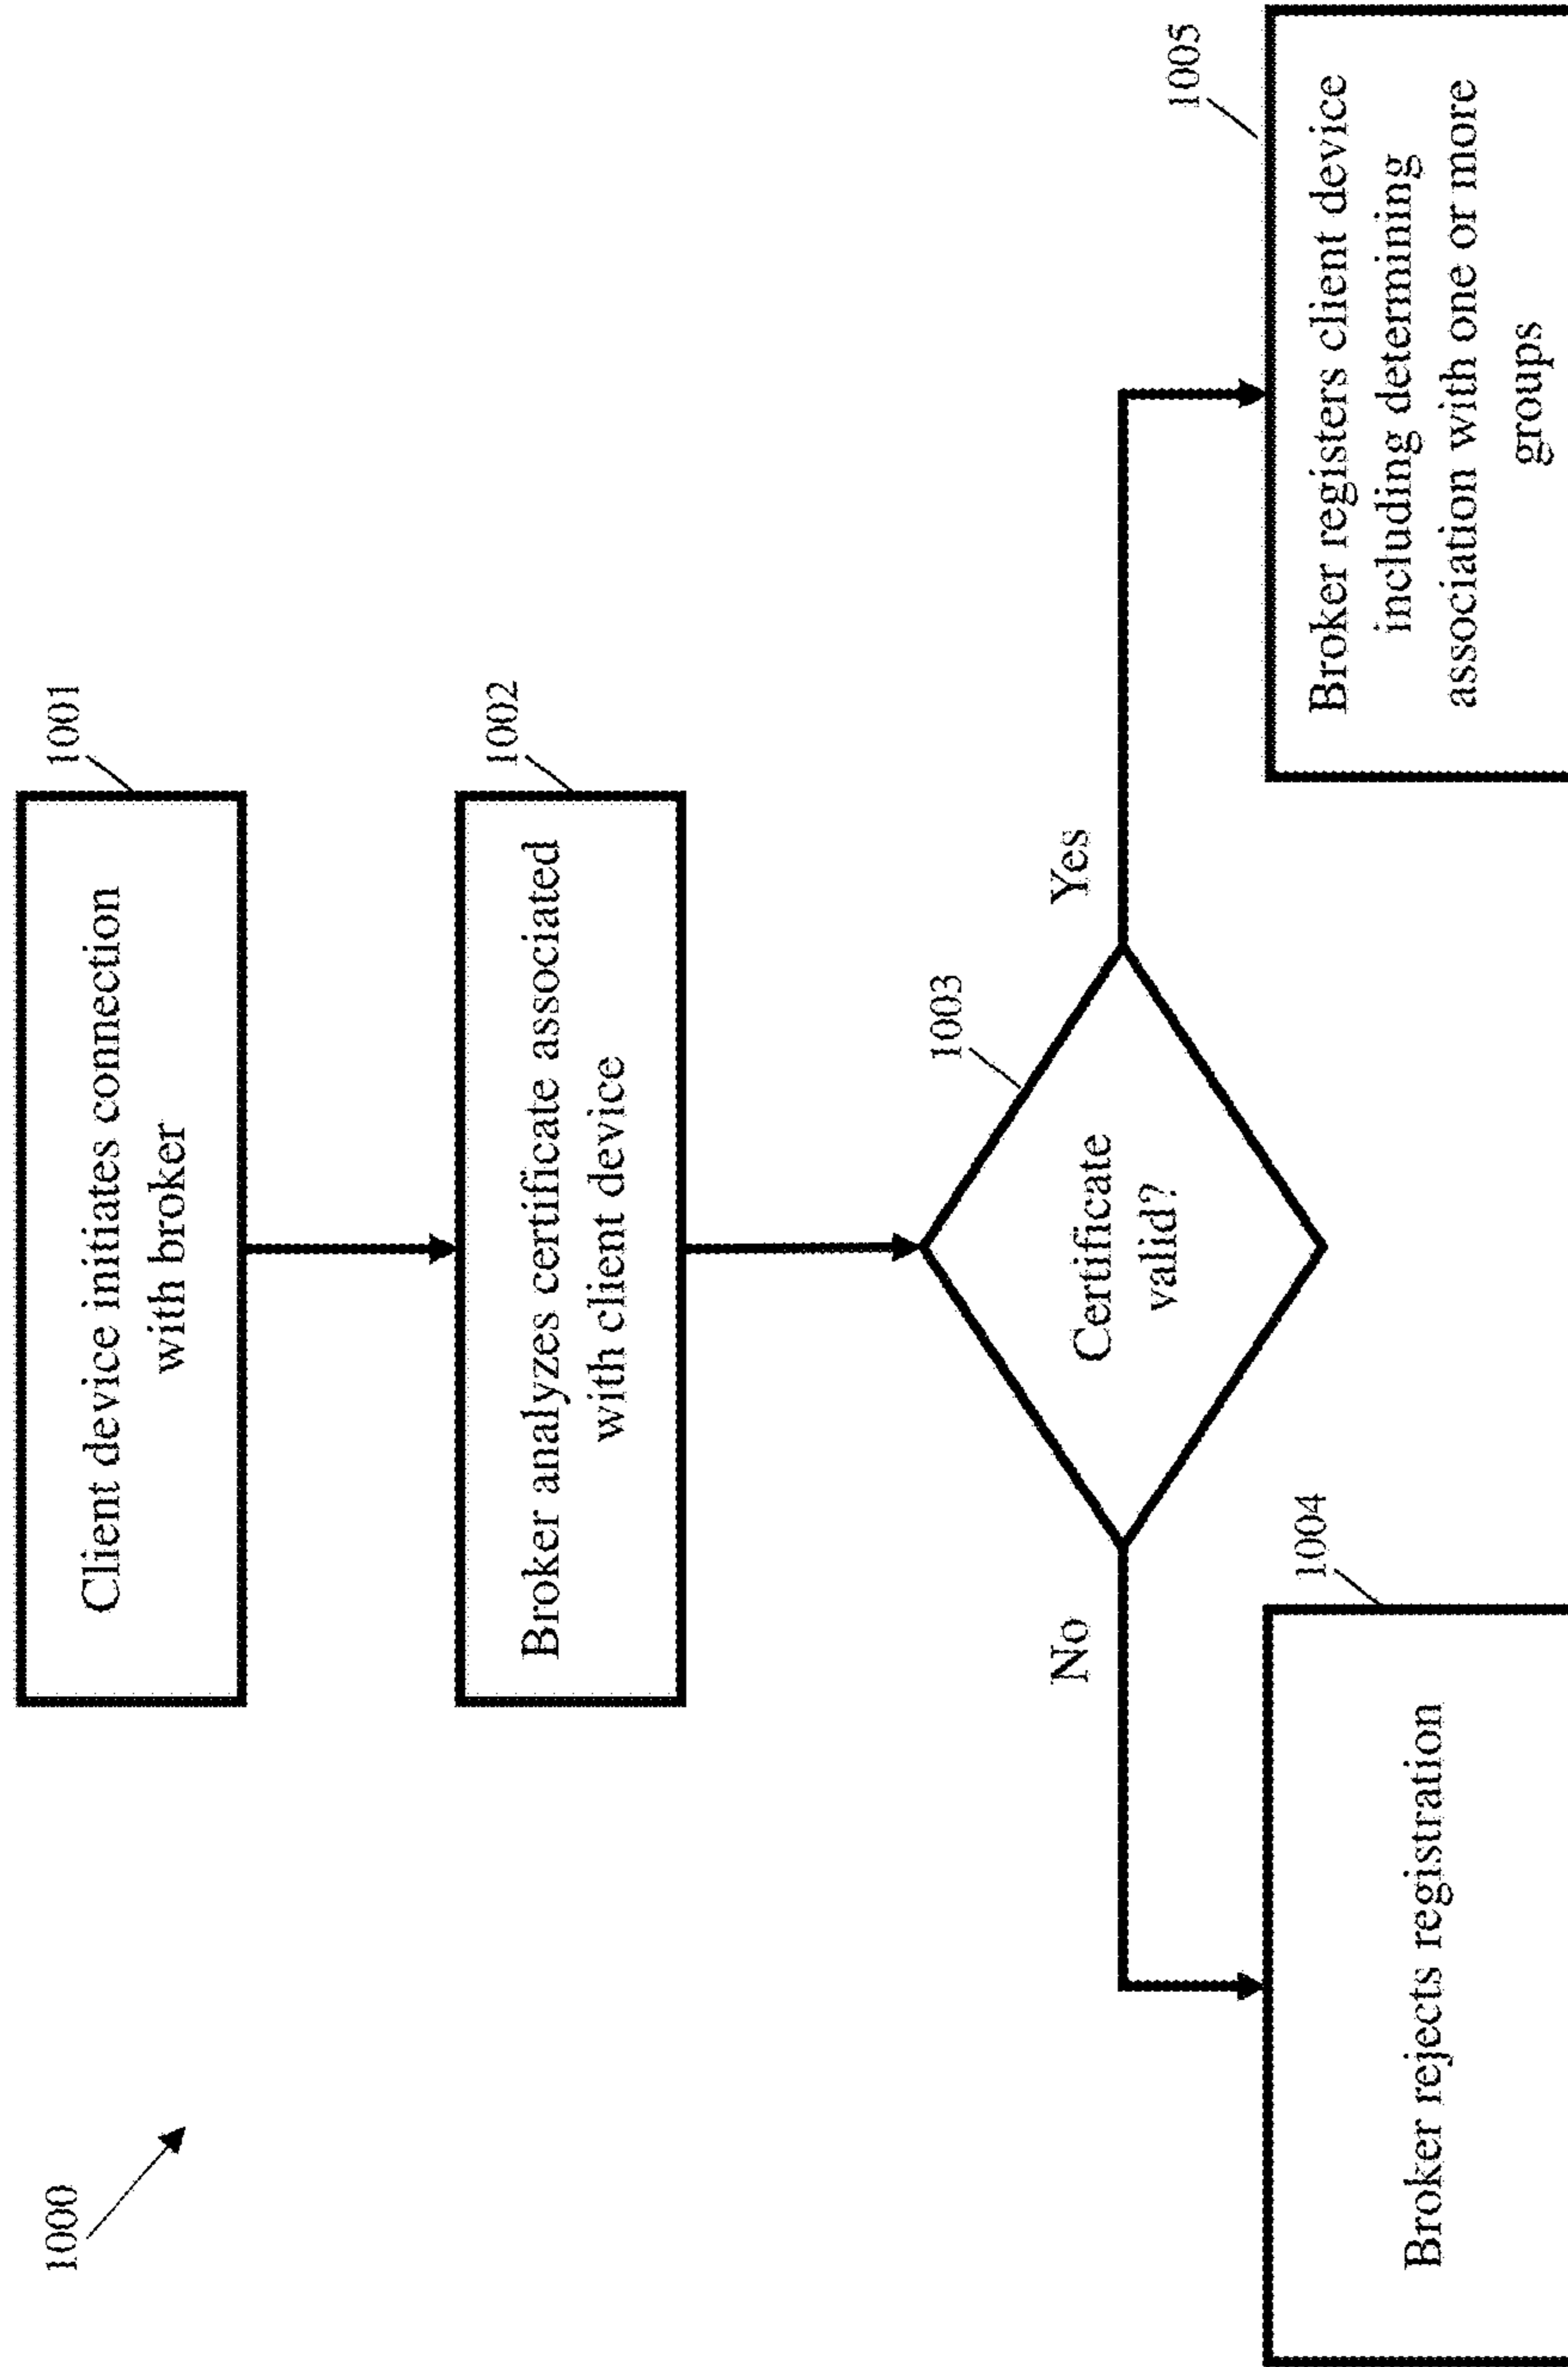 1000
1001
Client device initiates connection
with broker
1002
Broker analyzes certificate associated
with client device
1003
Certificate
valid?
No
Yes
1004
Broker rejects registration
1005
Broker registers client device
including determining
association with one or more
groups